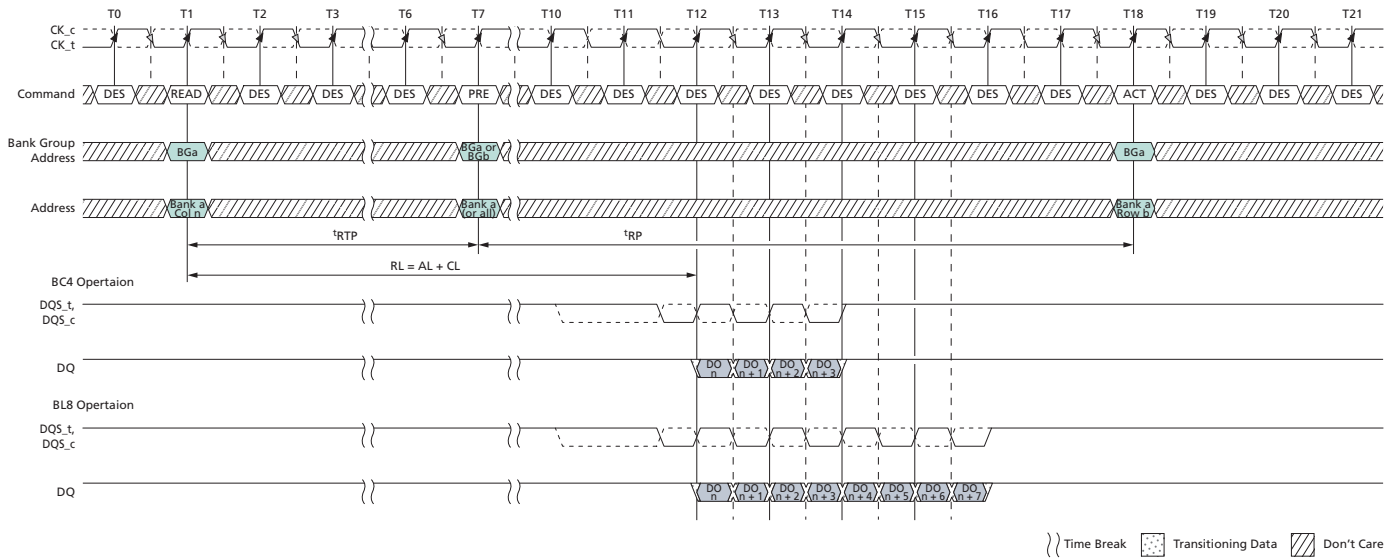 T0 T1 T2 T3 T6 T7 T10 T11 T12 T13 T14 T15 T16 T17 T18 T19 T20 T21
CK_c
CK_t
Command DES READ DES DES DES PRE DES DES DES DES DES DES DES DES ACT DES DES DES
Bank Group
Address
BGa
BGa or
BGb
BGa
Address
Bank a
Col n
Bank a
(or all)
Bank a
Row b
tRTP tRP
RL = AL + CL
BC4 Opertaion
DQS_t,
DQS_c
DQ
DO
n
DO
n + 1
DO
n + 2
DO
n + 3
BL8 Opertaion
DQS_t,
DQS_c
DQ
DO
n
DO
n + 1
DO
n + 2
DO
n + 3
DO
n + 4
DO
n + 5
DO
n + 6
DO
n + 7
Time Break Transitioning Data Don't Care